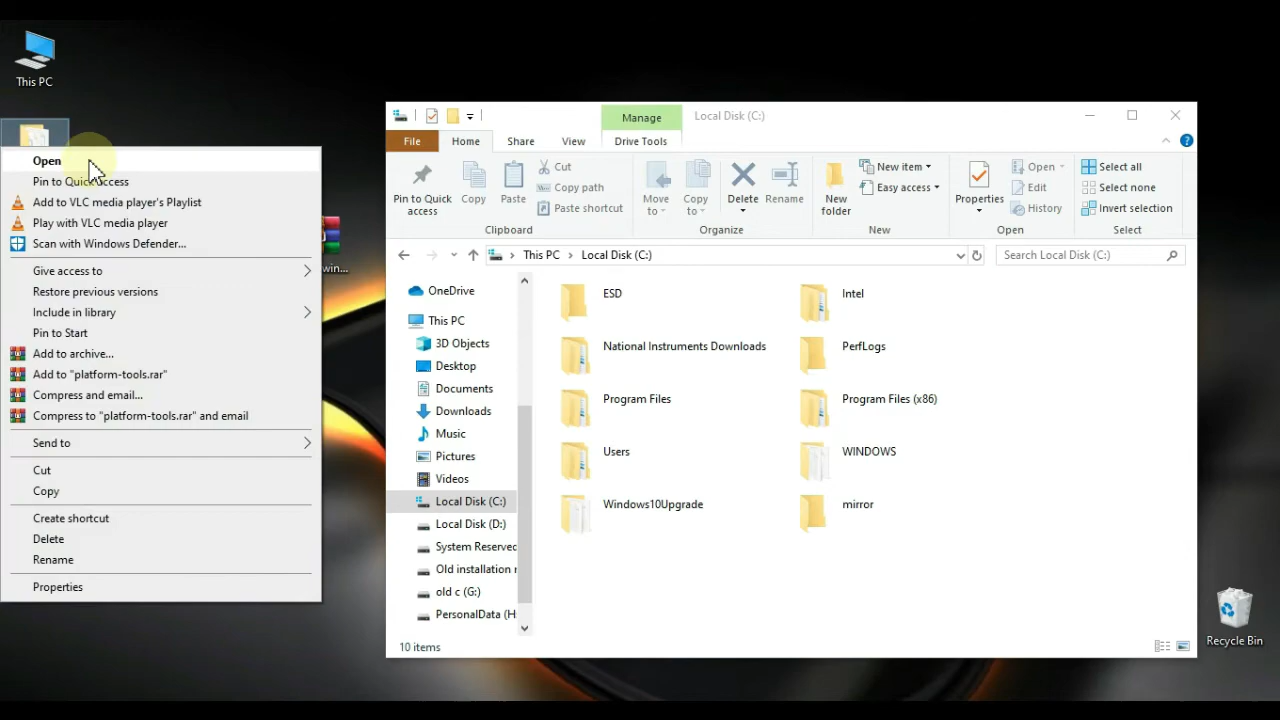 This PC
Open
Pin to Quick access
Add to VLC media player's Playlist
Play with VLC media player
Scan with Windows Defender...
Give access to
Restore previous versions
Include in library
Pin to Start
Add to archive...
Add to "platform-tools.rar"
Compress and email...
Compress to "platform-tools.rar" and email
Send to
Cut
Copy
Create shortcut
Delete
Rename
Properties
win...
Manage
Local Disk (C:)
File
Home
Share
View
Drive Tools
Pin to Quick access
Copy
Paste
Cut
Copy path
Paste shortcut
Clipboard
Move to
Copy to
Delete
Rename
Organize
New folder
New item
Easy access
New
Properties
Open
Edit
History
Open
Select all
Select none
Invert selection
Select
This PC > Local Disk (C:)
Search Local Disk (C:)
OneDrive
This PC
3D Objects
Desktop
Documents
Downloads
Music
Pictures
Videos
Local Disk (C:)
Local Disk (D:)
System Reserved
Old installation
old c (G:)
PersonalData (H
ESD
Intel
National Instruments Downloads
PerfLogs
Program Files
Program Files (x86)
Users
WINDOWS
Windows10Upgrade
mirror
10 items
Recycle Bin